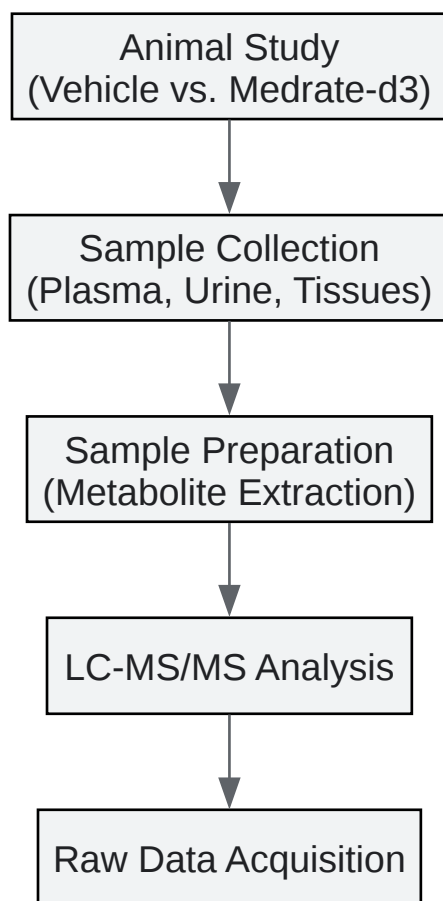 Animal Study
(Vehicle vs. Medrate-d3)
Sample Collection
(Plasma, Urine, Tissues)
Sample Preparation
(Metabolite Extraction)
LC-MS/MS Analysis
Raw Data Acquisition